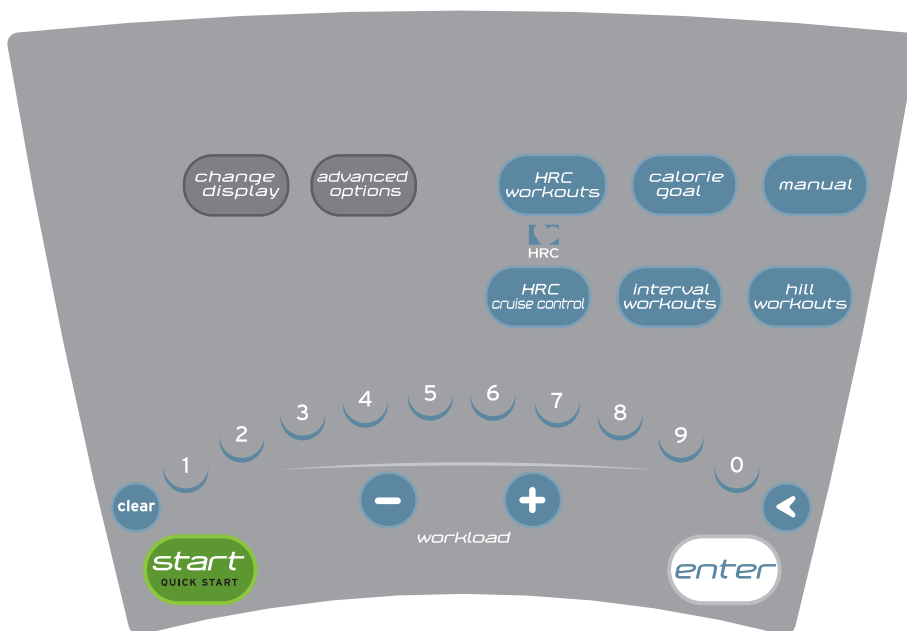 change
display
advanced
options
HRC
workouts
calorie
goal
manual
HRC
HRC
cruise control
interval
workouts
hill
workouts
1
2
3
4
5
6
7
8
9
0
clear
workload
start
QUICK START
enter